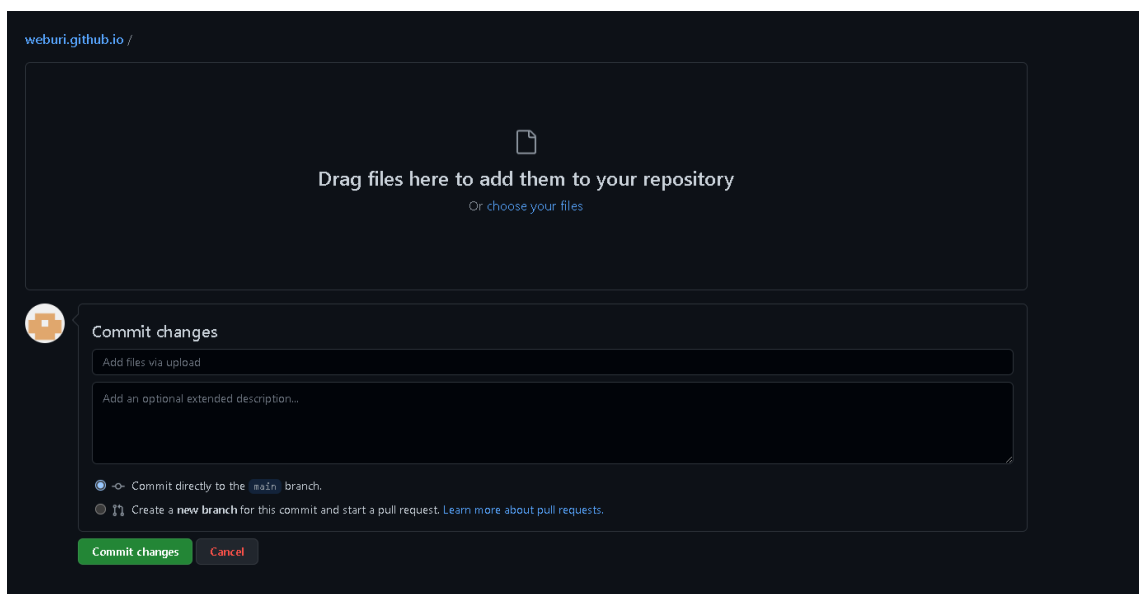 weburi.github.io /
Drag files here to add them to your repository
Or choose your files
Commit changes
Add files via upload
Add an optional extended description...
Commit directly to the main branch.
Create a new branch for this commit and start a pull request. Learn more about pull requests.
Commit changes Cancel